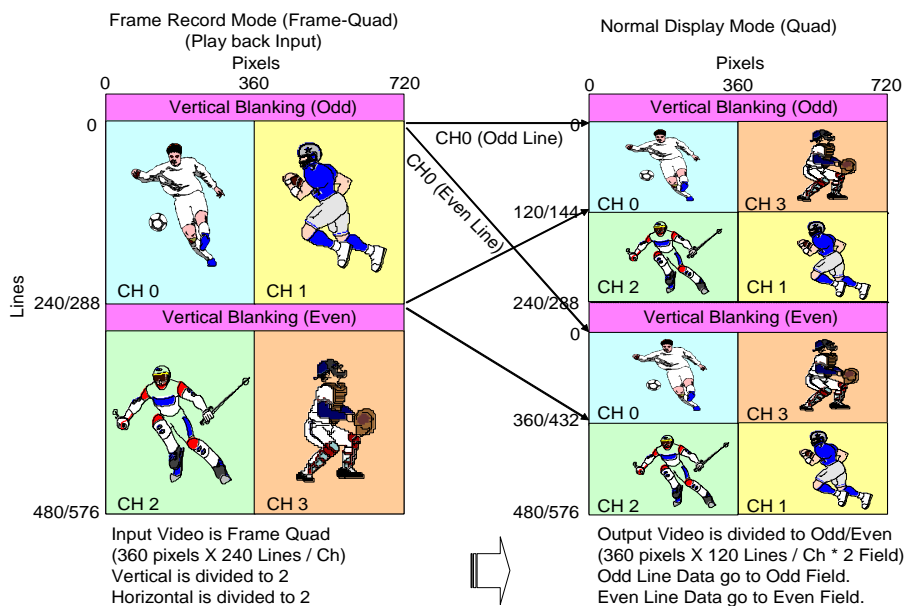 Frame Record Mode (Frame-Quad)
(Play back Input)
Pixels
0 360 720
Vertical Blanking (Odd)
0
CH 0
CH 1
Lines
240/288
Vertical Blanking (Even)
CH 2
CH 3
480/576
Input Video is Frame Quad
(360 pixels X 240 Lines / Ch)
Vertical is divided to 2
Horizontal is divided to 2
CH0 (Odd Line)
CH0 (Even Line)
Normal Display Mode (Quad)
Pixels
0 360 720
Vertical Blanking (Odd)
0
CH 0
CH 3
120/144
CH 2
CH 1
240/288
Vertical Blanking (Even)
0
CH 0
CH 3
360/432
CH 2
CH 1
480/576
Output Video is divided to Odd/Even
(360 pixels X 120 Lines / Ch * 2 Field)
Odd Line Data go to Odd Field.
Even Line Data go to Even Field.